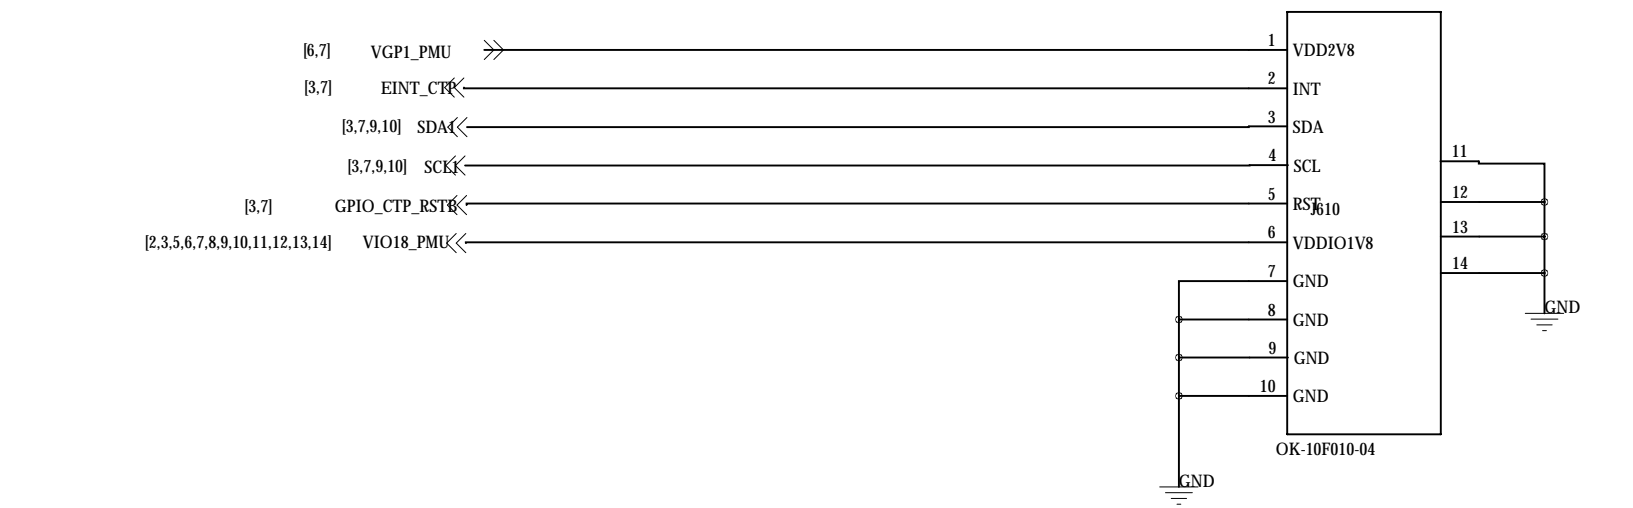 [6,7] VGP1_PMU 1 VDD2V8
[3,7] EINT_CTP 2 INT
[3,7,9,10] SDA1 3 SDA
[3,7,9,10] SCL1 4 SCL
11
[3,7] GPIO_CTP_RSTB 5 RST
J610
12
[2,3,5,6,7,8,9,10,11,12,13,14] VIO18_PMU 6 VDDIO1V8
13
7 GND
14
GND
8 GND
9 GND
10 GND
OK-10F010-04
GND